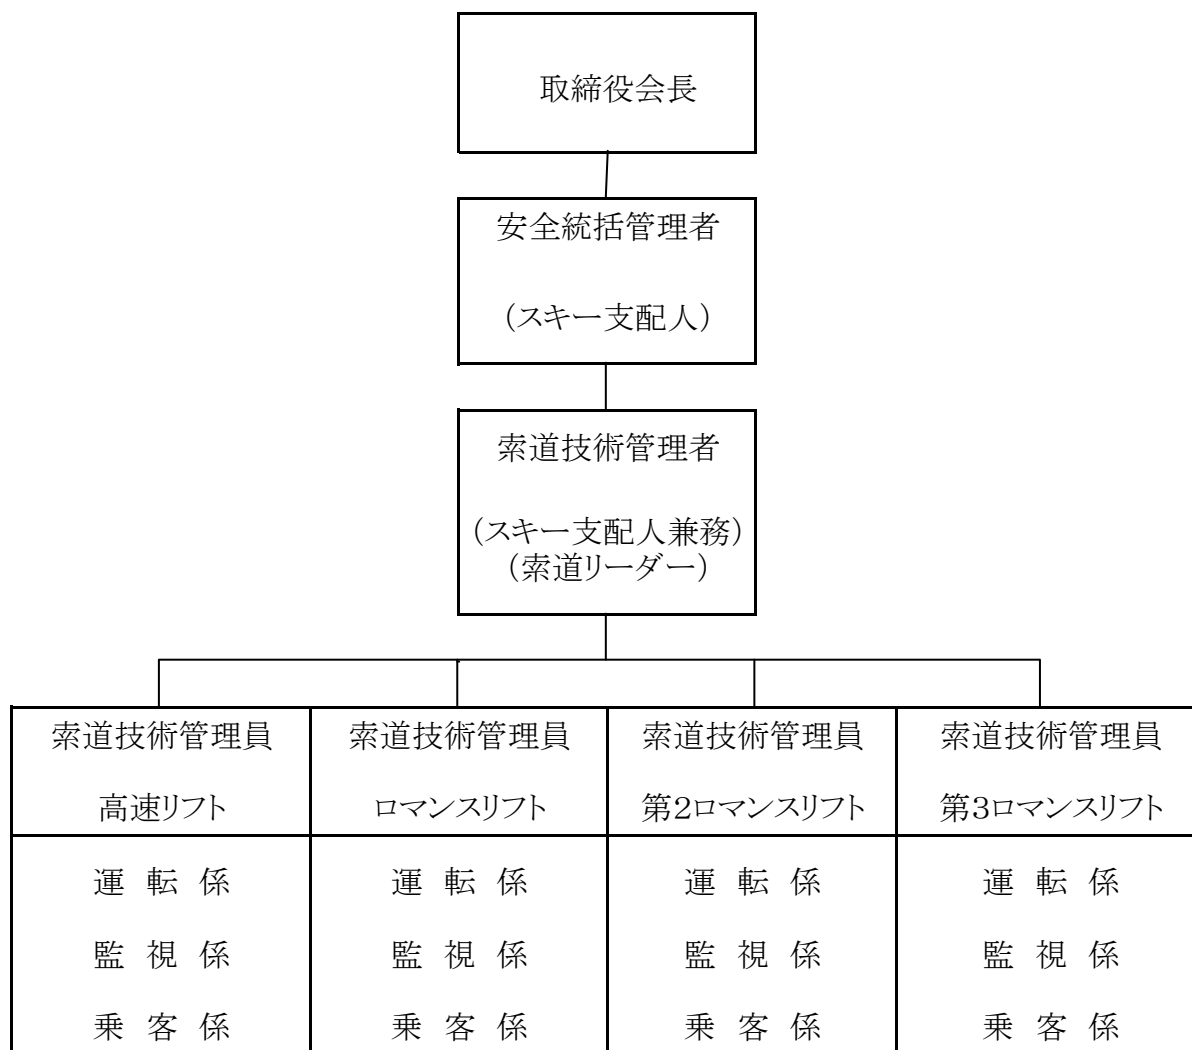 取締役会長
安全統括管理者
（スキー支配人）
索道技術管理者
（スキー支配人兼務）
（索道リーダー）
索道技術管理員 索道技術管理員 索道技術管理員 索道技術管理員
高速リフト ロマンスリフト 第2ロマンスリフト 第3ロマンスリフト
運 転 係 運 転 係 運 転 係 運 転 係
監 視 係 監 視 係 監 視 係 監 視 係
乗 客 係 乗 客 係 乗 客 係 乗 客 係